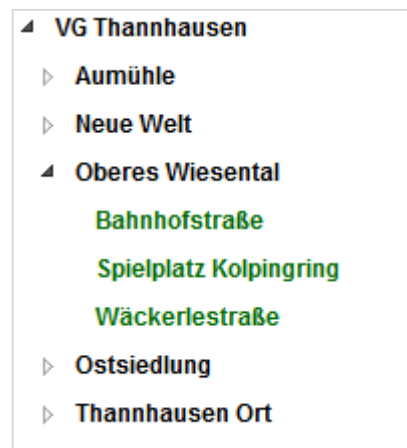 VG Thannhausen
Aumühle
Neue Welt
Oberes Wiesental
Bahnhofstraße
Spielplatz Kolpingring
Wäckerlestraße
Ostsiedlung
Thannhausen Ort